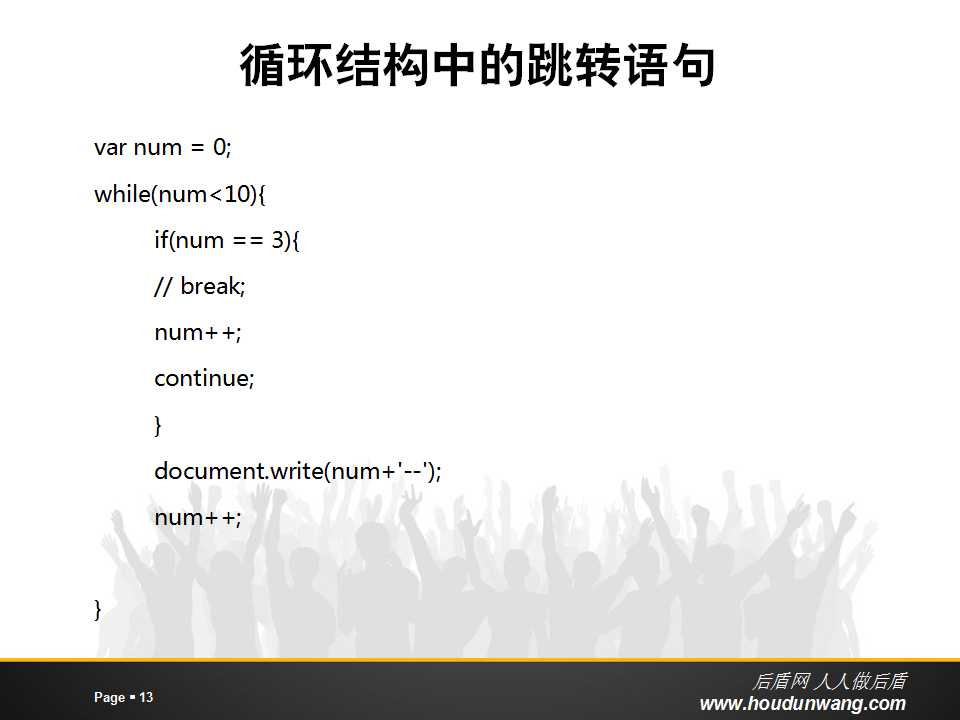 循环结构中的跳转语句
var num = 0;
while(num<10){
if(num == 3){
// break;
num++;
continue;
}
document.write(num+'--');
num++;
}
Page ▪ 13
后盾网 人人做后盾
www.houdunwang.com